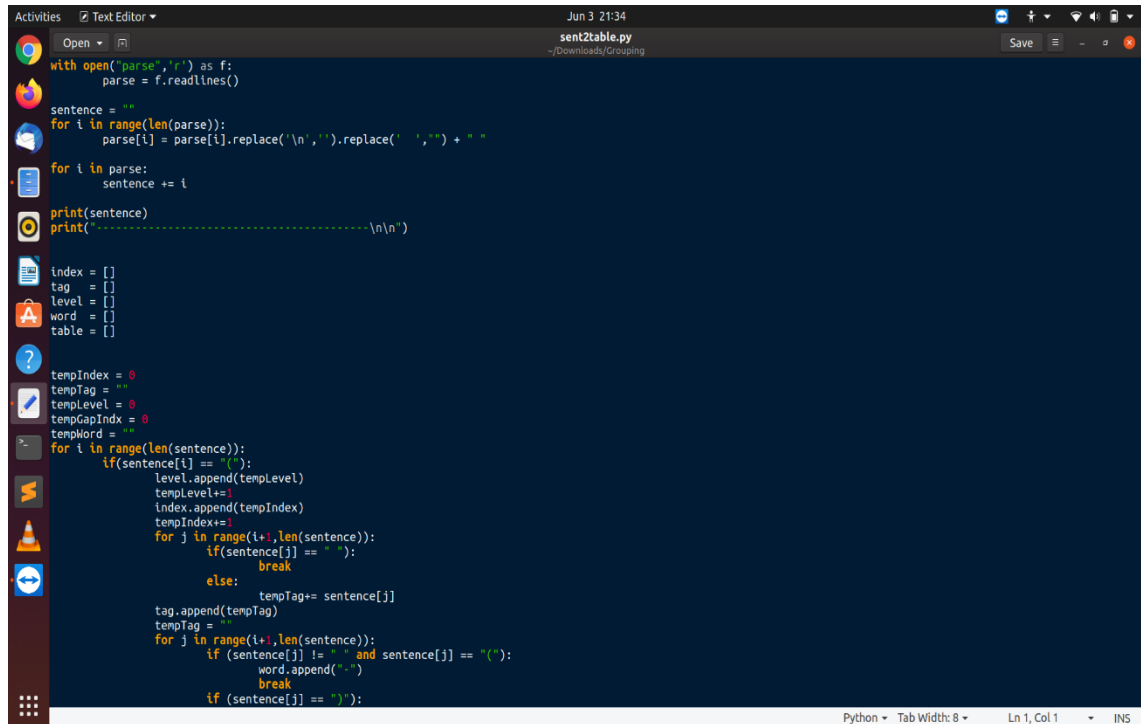 Activities Text Editor Jun 3 21:34
Open sent2table.py Save
~/Downloads/Grouping
with open("parse",'r') as f:
        parse = f.readlines()
sentence = ""
for i in range(len(parse)):
        parse[i] = parse[i].replace('\n','').replace('  ',"") + " "
for i in parse:
        sentence += i
print(sentence)
print("------------------------------------------\n\n")
index = []
tag   = []
level = []
word  = []
table = []
tempIndex = 0
tempTag = ""
tempLevel = 0
tempGapIndx = 0
tempWord = ""
for i in range(len(sentence)):
        if(sentence[i] == "("):
                level.append(tempLevel)
                tempLevel+=1
                index.append(tempIndex)
                tempIndex+=1
                for j in range(i+1,len(sentence)):
                        if(sentence[j] == " "):
                                break
                        else:
                                tempTag+= sentence[j]
                tag.append(tempTag)
                tempTag = ""
                for j in range(i+1,len(sentence)):
                        if (sentence[j] != " " and sentence[j] == "("):
                                word.append("-")
                                break
                        if (sentence[j] == ")"):
Python Tab Width: 8 Ln 1, Col 1 INS